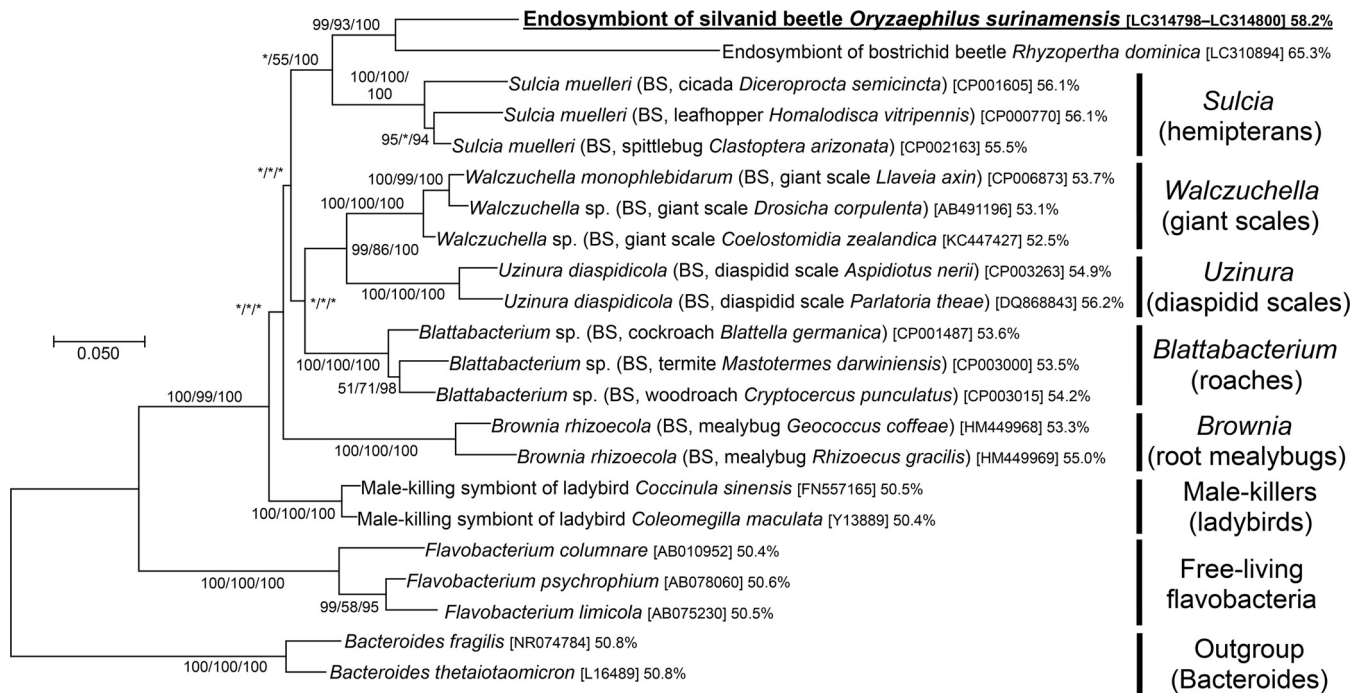 99/93/100
Endosymbiont of silvanid beetle Oryzaephilus surinamensis [LC314798–LC314800] 58.2%
Endosymbiont of bostrichid beetle Rhyzopertha dominica [LC310894] 65.3%
*/55/100
100/100/
100
Sulcia muelleri (BS, cicada Diceroprocta semicincta) [CP001605] 56.1%
Sulcia muelleri (BS, leafhopper Homalodisca vitripennis) [CP000770] 56.1%
95/*/94
Sulcia muelleri (BS, spittlebug Clastoptera arizonata) [CP002163] 55.5%
Sulcia
(hemipterans)
*/*/*
100/99/100
Walczuchella monophlebidarum (BS, giant scale Llaveia axin) [CP006873] 53.7%
100/100/100
Walczuchella sp. (BS, giant scale Drosicha corpulenta) [AB491196] 53.1%
Walczuchella sp. (BS, giant scale Coelostomidia zealandica [KC447427] 52.5%
Walczuchella
(giant scales)
99/86/100
Uzinura diaspidicola (BS, diaspidid scale Aspidiotus nerii) [CP003263] 54.9%
100/100/100
Uzinura diaspidicola (BS, diaspidid scale Parlatoria theae) [DQ868843] 56.2%
Uzinura
(diaspidid scales)
*/*/*
*/*/*
0.050
Blattabacterium sp. (BS, cockroach Blattella germanica) [CP001487] 53.6%
100/100/100
Blattabacterium sp. (BS, termite Mastotermes darwiniensis) [CP003000] 53.5%
51/71/98
Blattabacterium sp. (BS, woodroach Cryptocercus punculatus) [CP003015] 54.2%
Blattabacterium
(roaches)
100/99/100
Brownia rhizoecola (BS, mealybug Geococcus coffeae) [HM449968] 53.3%
100/100/100
Brownia rhizoecola (BS, mealybug Rhizoecus gracilis) [HM449969] 55.0%
Brownia
(root mealybugs)
Male-killing symbiont of ladybird Coccinula sinensis [FN557165] 50.5%
100/100/100
Male-killing symbiont of ladybird Coleomegilla maculata [Y13889] 50.4%
Male-killers
(ladybirds)
Flavobacterium columnare [AB010952] 50.4%
100/100/100
Flavobacterium psychrophium [AB078060] 50.6%
99/58/95
Flavobacterium limicola [AB075230] 50.5%
Free-living
flavobacteria
Bacteroides fragilis [NR074784] 50.8%
100/100/100
Bacteroides thetaiotaomicron [L16489] 50.8%
Outgroup
(Bacteroides)